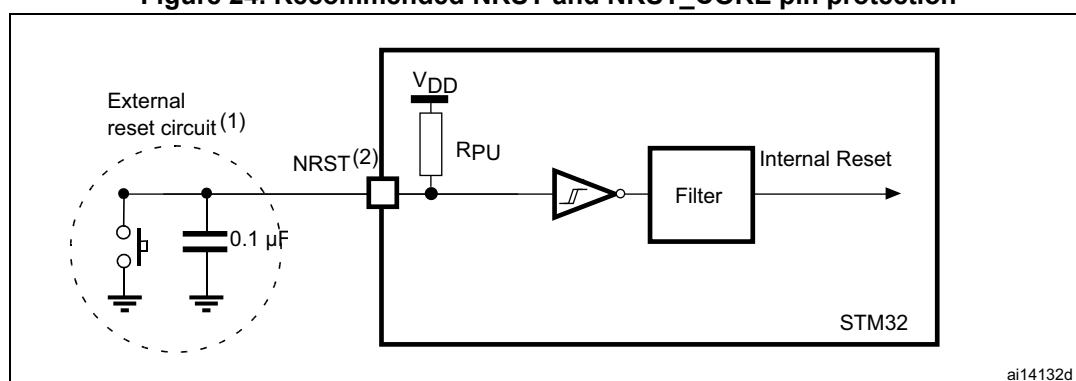 Figure 24. Recommended NRST and NRST_CORE pin protection
External
reset circuit(1)
VDD
RPU
NRST(2)
Internal Reset
Filter
0.1 µF
STM32
ai14132d